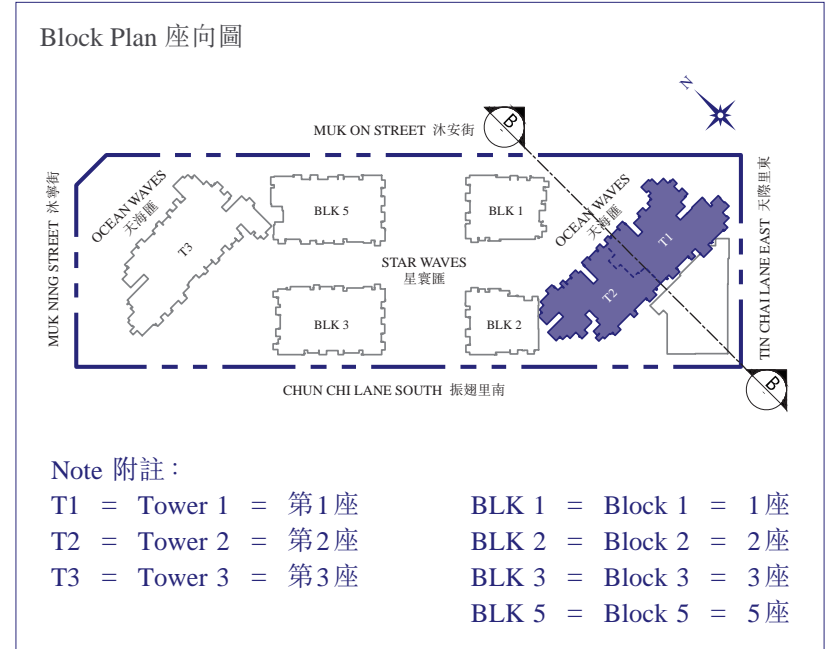 Block Plan 座向圖
N
MUK ON STREET 沐安街
B
MUK NING STREET 沐寧街
OCEAN WAVES
天海匯
T3
BLK 5
BLK 1
OCEAN WAVES
天海匯
T1
T2
TIN CHAI LANE EAST 天際里東
STAR WAVES
星寰匯
BLK 3
BLK 2
B
CHUN CHI LANE SOUTH 振翅里南
Note 附註：
T1 = Tower 1 = 第1座
T2 = Tower 2 = 第2座
T3 = Tower 3 = 第3座
BLK 1 = Block 1 = 1座
BLK 2 = Block 2 = 2座
BLK 3 = Block 3 = 3座
BLK 5 = Block 5 = 5座